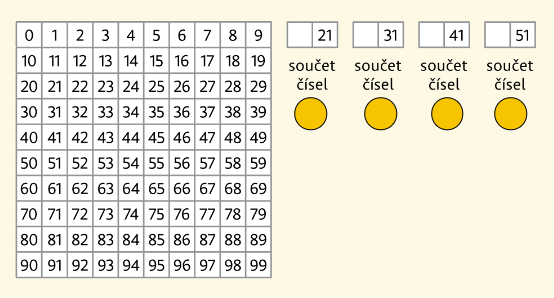 0 1 2 3 4 5 6 7 8 9
10 11 12 13 14 15 16 17 18 19
20 21 22 23 24 25 26 27 28 29
30 31 32 33 34 35 36 37 38 39
40 41 42 43 44 45 46 47 48 49
50 51 52 53 54 55 56 57 58 59
60 61 62 63 64 65 66 67 68 69
70 71 72 73 74 75 76 77 78 79
80 81 82 83 84 85 86 87 88 89
90 91 92 93 94 95 96 97 98 99
21 31 41 51
součet součet součet součet
čísel čísel čísel čísel